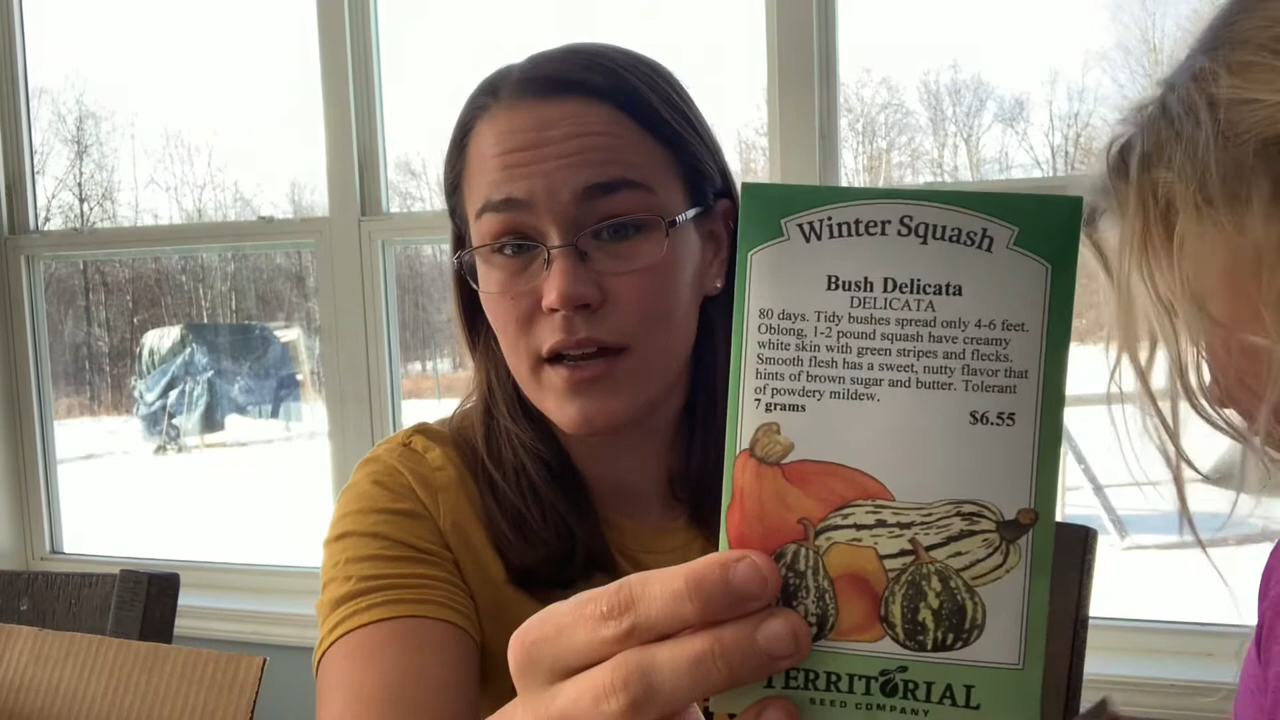 Winter Squash
Bush Delicata
DELICATA
80 days. Tidy bushes spread only 4-6 feet.
Oblong, 1-2 pound squash have creamy
white skin with green stripes and flecks.
Smooth flesh has a sweet, nutty flavor that
hints of brown sugar and butter. Tolerant
of powdery mildew.
7 grams
$6.55
TERRITORIAL
SEED COMPANY